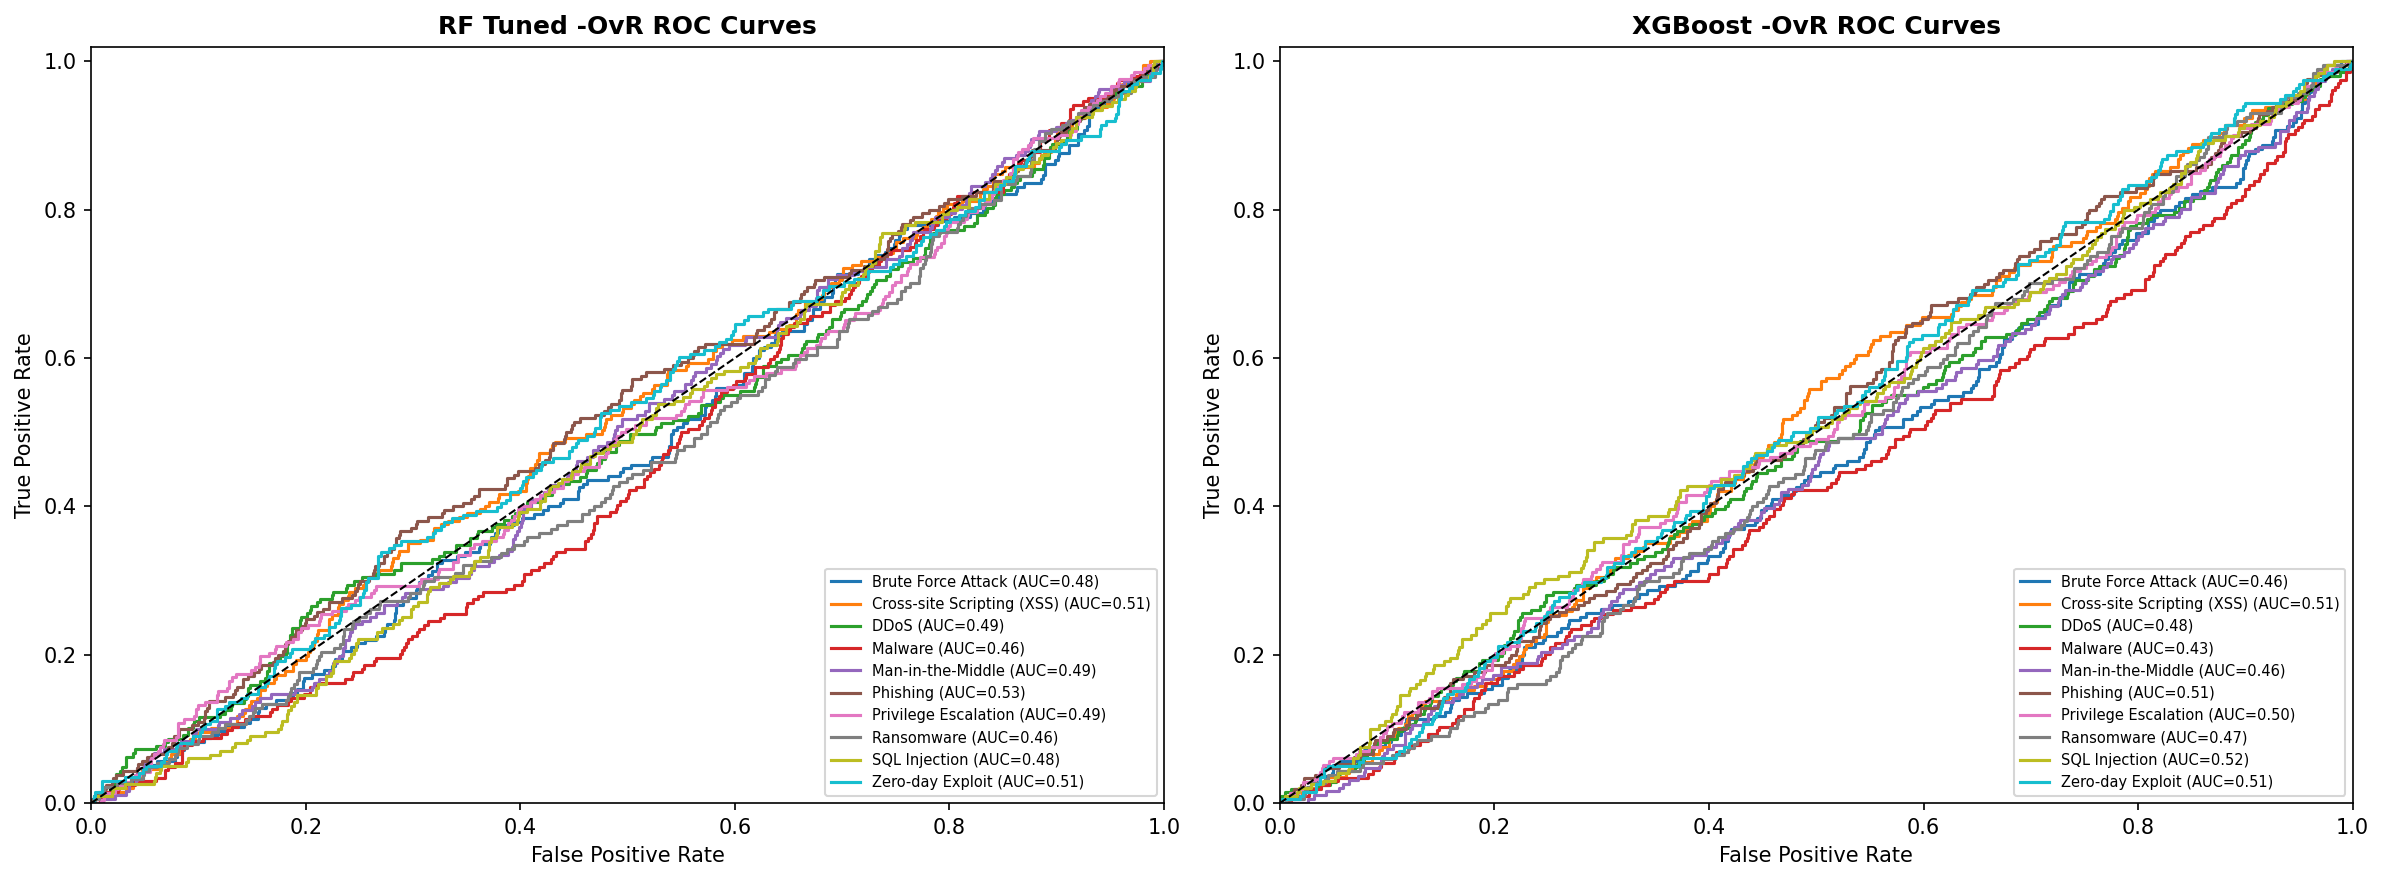 RF Tuned -OvR ROC Curves
1.0
0.8
0.6
0.4
0.2
0.0
True Positive Rate
0.0 0.2 0.4 0.6 0.8 1.0
False Positive Rate
Brute Force Attack (AUC=0.48)
Cross-site Scripting (XSS) (AUC=0.51)
DDoS (AUC=0.49)
Malware (AUC=0.46)
Man-in-the-Middle (AUC=0.49)
Phishing (AUC=0.53)
Privilege Escalation (AUC=0.49)
Ransomware (AUC=0.46)
SQL Injection (AUC=0.48)
Zero-day Exploit (AUC=0.51)
XGBoost -OvR ROC Curves
1.0
0.8
0.6
0.4
0.2
0.0
True Positive Rate
0.0 0.2 0.4 0.6 0.8 1.0
False Positive Rate
Brute Force Attack (AUC=0.46)
Cross-site Scripting (XSS) (AUC=0.51)
DDoS (AUC=0.48)
Malware (AUC=0.43)
Man-in-the-Middle (AUC=0.46)
Phishing (AUC=0.51)
Privilege Escalation (AUC=0.50)
Ransomware (AUC=0.47)
SQL Injection (AUC=0.52)
Zero-day Exploit (AUC=0.51)